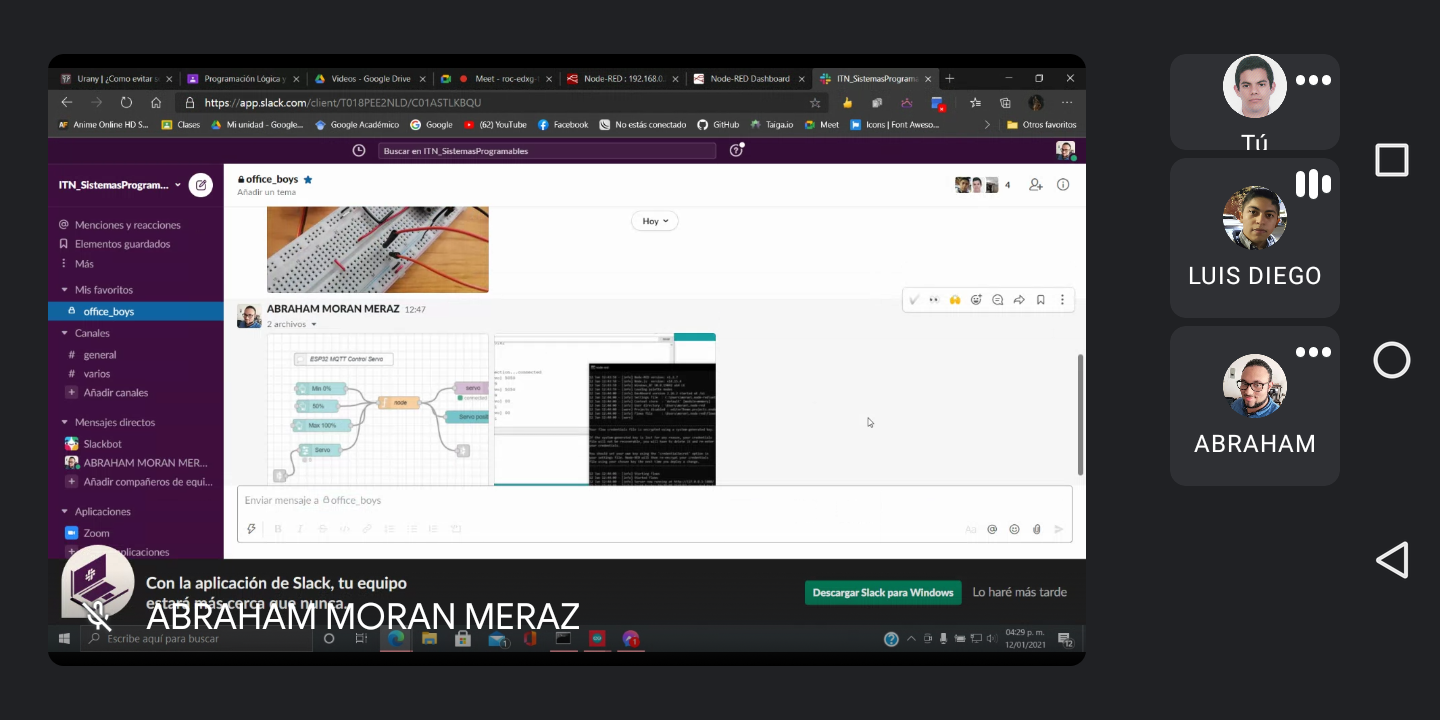 Urany | ¿Como evitar s
Programación Lógica y
Videos - Google Drive
Meet - roc-edxg-
Node-RED : 192.168.0.
Node-RED Dashboard
ITN_SistemasProgram
https://app.slack.com/client/T018PEE2NLD/C01ASTLKBQU
Anime Online HD S...
Clases
Mi unidad - Google...
Google Académico
Google
(62) YouTube
Facebook
No estás conectado
GitHub
Taiga.io
Meet
Icons | Font Aweso...
Otros favoritos
Buscar en ITN_SistemasProgramables
ITN_SistemasProgram...
Menciones y reacciones
Elementos guardados
Más
Mis favoritos
office_boys
Canales
# general
# varios
Añadir canales
Mensajes directos
Slackbot
ABRAHAM MORAN MER...
Añadir compañeros de equi...
Aplicaciones
Zoom
plicaciones
office_boys
Añadir un tema
4
Hoy
ABRAHAM MORAN MERAZ 12:47
2 archivos
ESP32 MQTT Control Servo
Min 0%
50%
Max 100%
Servo
node
servo
connected
Servo posit
Enviar mensaje a office_boys
Con la aplicación de Slack, tu equipo
estará más cerca que nunca.
Descargar Slack para Windows
Lo haré más tarde
ABRAHAM MORAN MERAZ
Escribe aquí para buscar
04:29 p. m.
12/01/2021
Tú
LUIS DIEGO
ABRAHAM